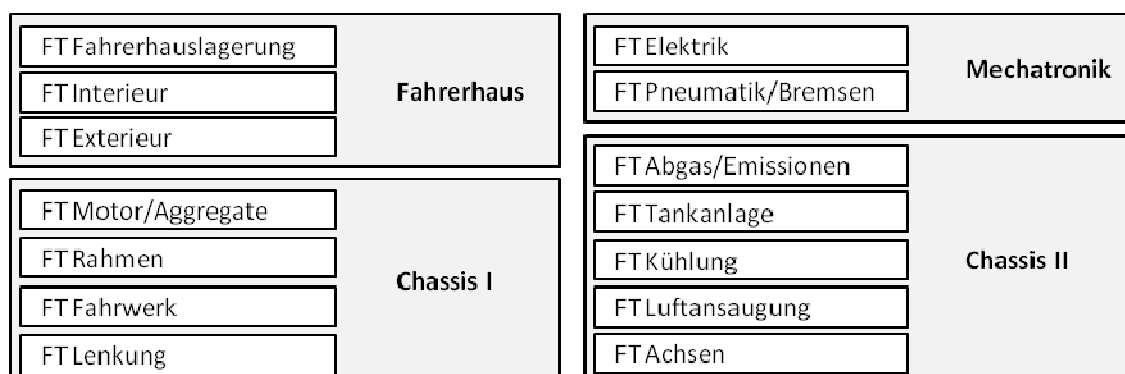 FT Fahrerhauslagerung
FT Interieur
FT Exterieur
Fahrerhaus
FT Motor/Aggregate
FT Rahmen
FT Fahrwerk
FT Lenkung
Chassis I
FT Elektrik
FT Pneumatik/Bremsen
Mechatronik
FT Abgas/Emissionen
FT Tankanlage
FT Kühlung
FT Luftansaugung
FT Achsen
Chassis II